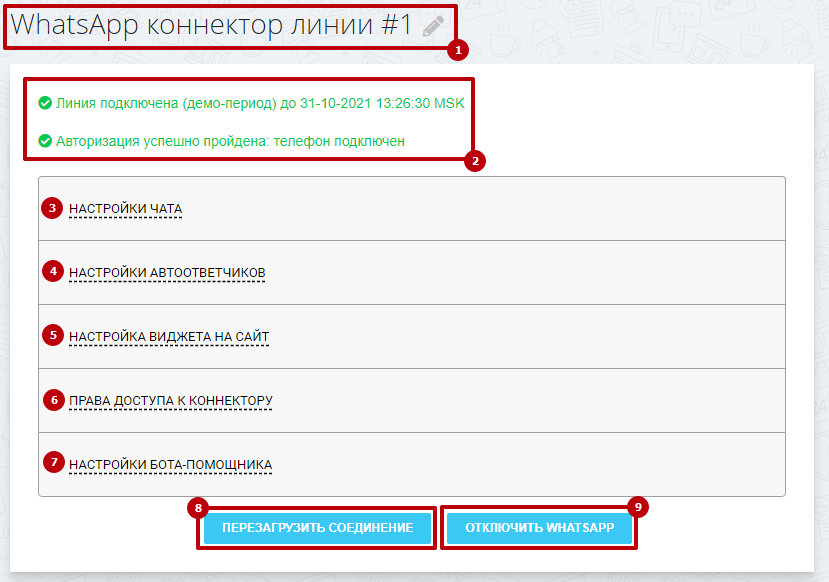 WhatsApp коннектор линии #1
1
Линия подключена (демо-период) до 31-10-2021 13:26:30 MSK
Авторизация успешно пройдена: телефон подключен
2
3 НАСТРОЙКИ ЧАТА
4 НАСТРОЙКИ АВТООТВЕТЧИКОВ
5 НАСТРОЙКА ВИДЖЕТА НА САЙТ
6 ПРАВА ДОСТУПА К КОННЕКТОРУ
7 НАСТРОЙКИ БОТА-ПОМОЩНИКА
8 9
ПЕРЕЗАГРУЗИТЬ СОЕДИНЕНИЕ ОТКЛЮЧИТЬ WHATSAPP